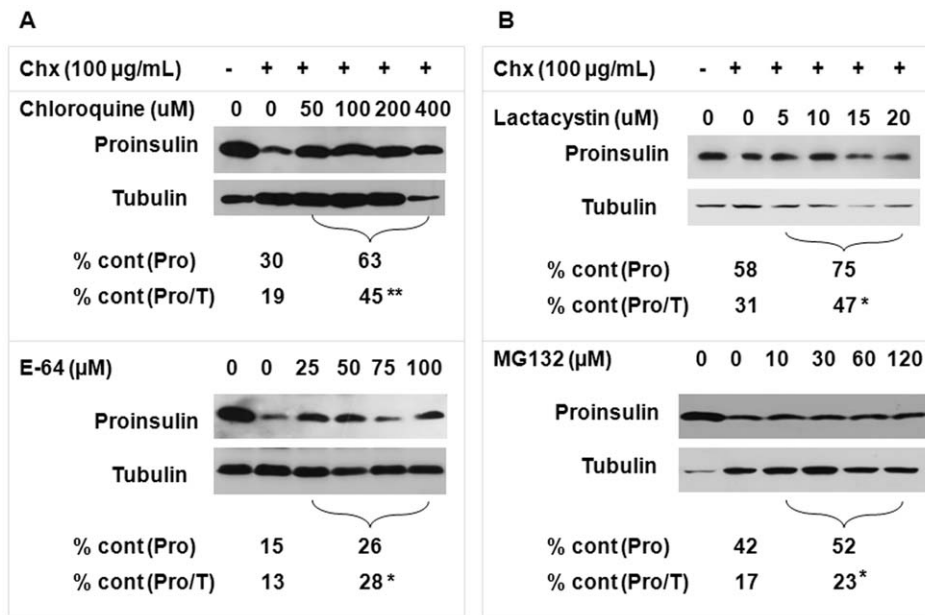 A
Chx (100 µg/mL) - + + + + +
Chloroquine (uM) 0 0 50 100 200 400
Proinsulin
Tubulin
% cont (Pro) 30 63
% cont (Pro/T) 19 45 **
E-64 (µM) 0 0 25 50 75 100
Proinsulin
Tubulin
% cont (Pro) 15 26
% cont (Pro/T) 13 28 *
B
Chx (100 µg/mL) - + + + + +
Lactacystin (uM) 0 0 5 10 15 20
Proinsulin
Tubulin
% cont (Pro) 58 75
% cont (Pro/T) 31 47 *
MG132 (µM) 0 0 10 30 60 120
Proinsulin
Tubulin
% cont (Pro) 42 52
% cont (Pro/T) 17 23 *